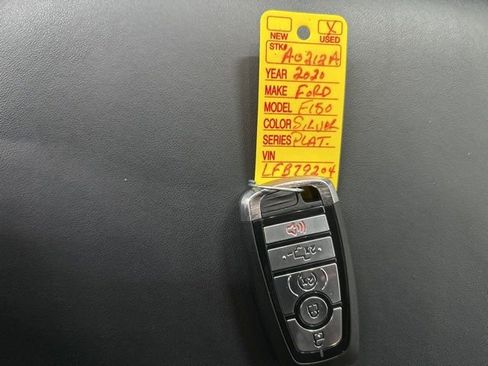 NEW X USED
STK# A0212A
YEAR 2020
MAKE FORD
MODEL F150
COLOR SILVER
SERIES PLAT.
VIN
LFB79204